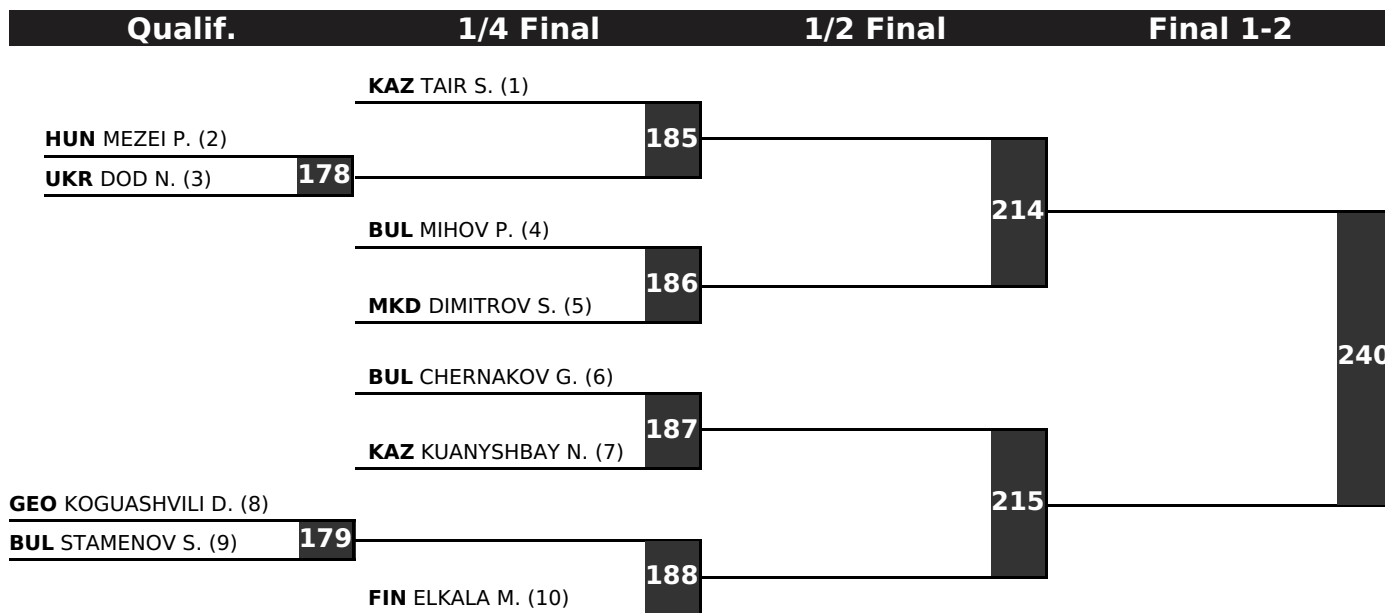 Qualif. 1/4 Final 1/2 Final Final 1-2
KAZ TAIR S. (1)
185
HUN MEZEI P. (2)
178
UKR DOD N. (3)
214
BUL MIHOV P. (4)
186
MKD DIMITROV S. (5)
240
BUL CHERNAKOV G. (6)
187
KAZ KUANYSHBAY N. (7)
215
GEO KOGUASHVILI D. (8)
179
BUL STAMENOV S. (9)
188
FIN ELKALA M. (10)